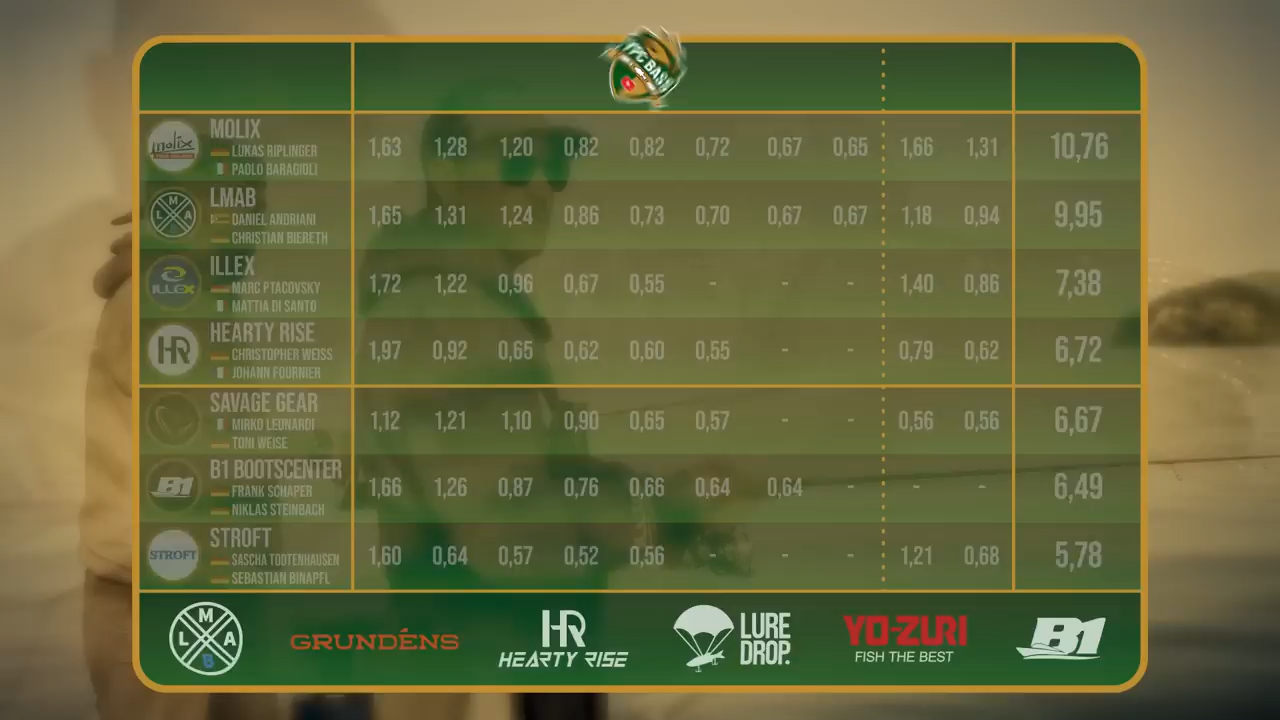 YPC BASS
MOLIX
molix
LUKAS RIPLINGER
PAOLO BARAGIOLI
1,63 1,28 1,20 0,82 0,82 0,72 0,67 0,65 1,66 1,31 10,76
LMAB
L M A
DANIEL ANDRIANI
CHRISTIAN BIERETH
1,65 1,31 1,24 0,86 0,73 0,70 0,67 0,67 1,18 0,94 9,95
ILLEX
ILLEX
MARC PTACOVSKY
MATTIA DI SANTO
1,72 1,22 0,96 0,67 0,55 - - - 1,40 0,86 7,38
HEARTY RISE
HR
CHRISTOPHER WEISS
JOHANN FOURNIER
1,97 0,92 0,65 0,62 0,60 0,55 - - 0,79 0,62 6,72
SAVAGE GEAR
MIRKO LEONARDI
TONI WEISE
1,12 1,21 1,10 0,90 0,65 0,57 - - 0,56 0,56 6,67
B1 BOOTSCENTER
B1
FRANK SCHAPER
NIKLAS STEINBACH
1,66 1,26 0,87 0,76 0,66 0,64 0,64 - - - 6,49
STROFT
STROFT
SASCHA TODTENHAUSEN
SEBASTIAN BINAPFL
1,60 0,64 0,57 0,52 0,56 - - - 1,21 0,68 5,78
L M A B
GRUNDÉNS
HR
HEARTY RISE
LURE
DROP.
YO-ZURI
FISH THE BEST
B1